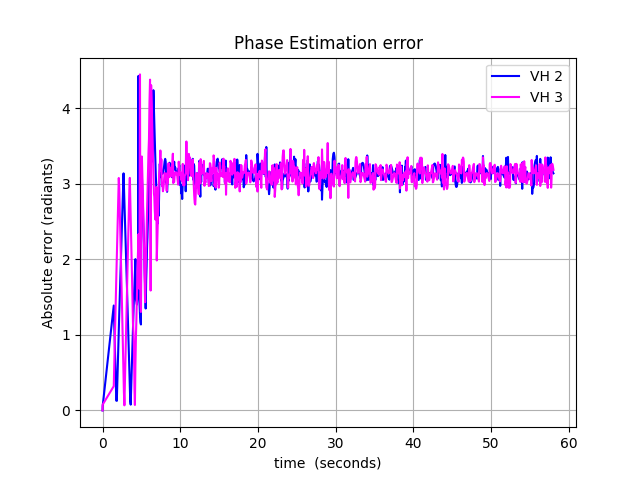 Phase Estimation error
VH 2
VH 3
Absolute error (radiants)
4
3
2
1
0
0 10 20 30 40 50 60
time  (seconds)